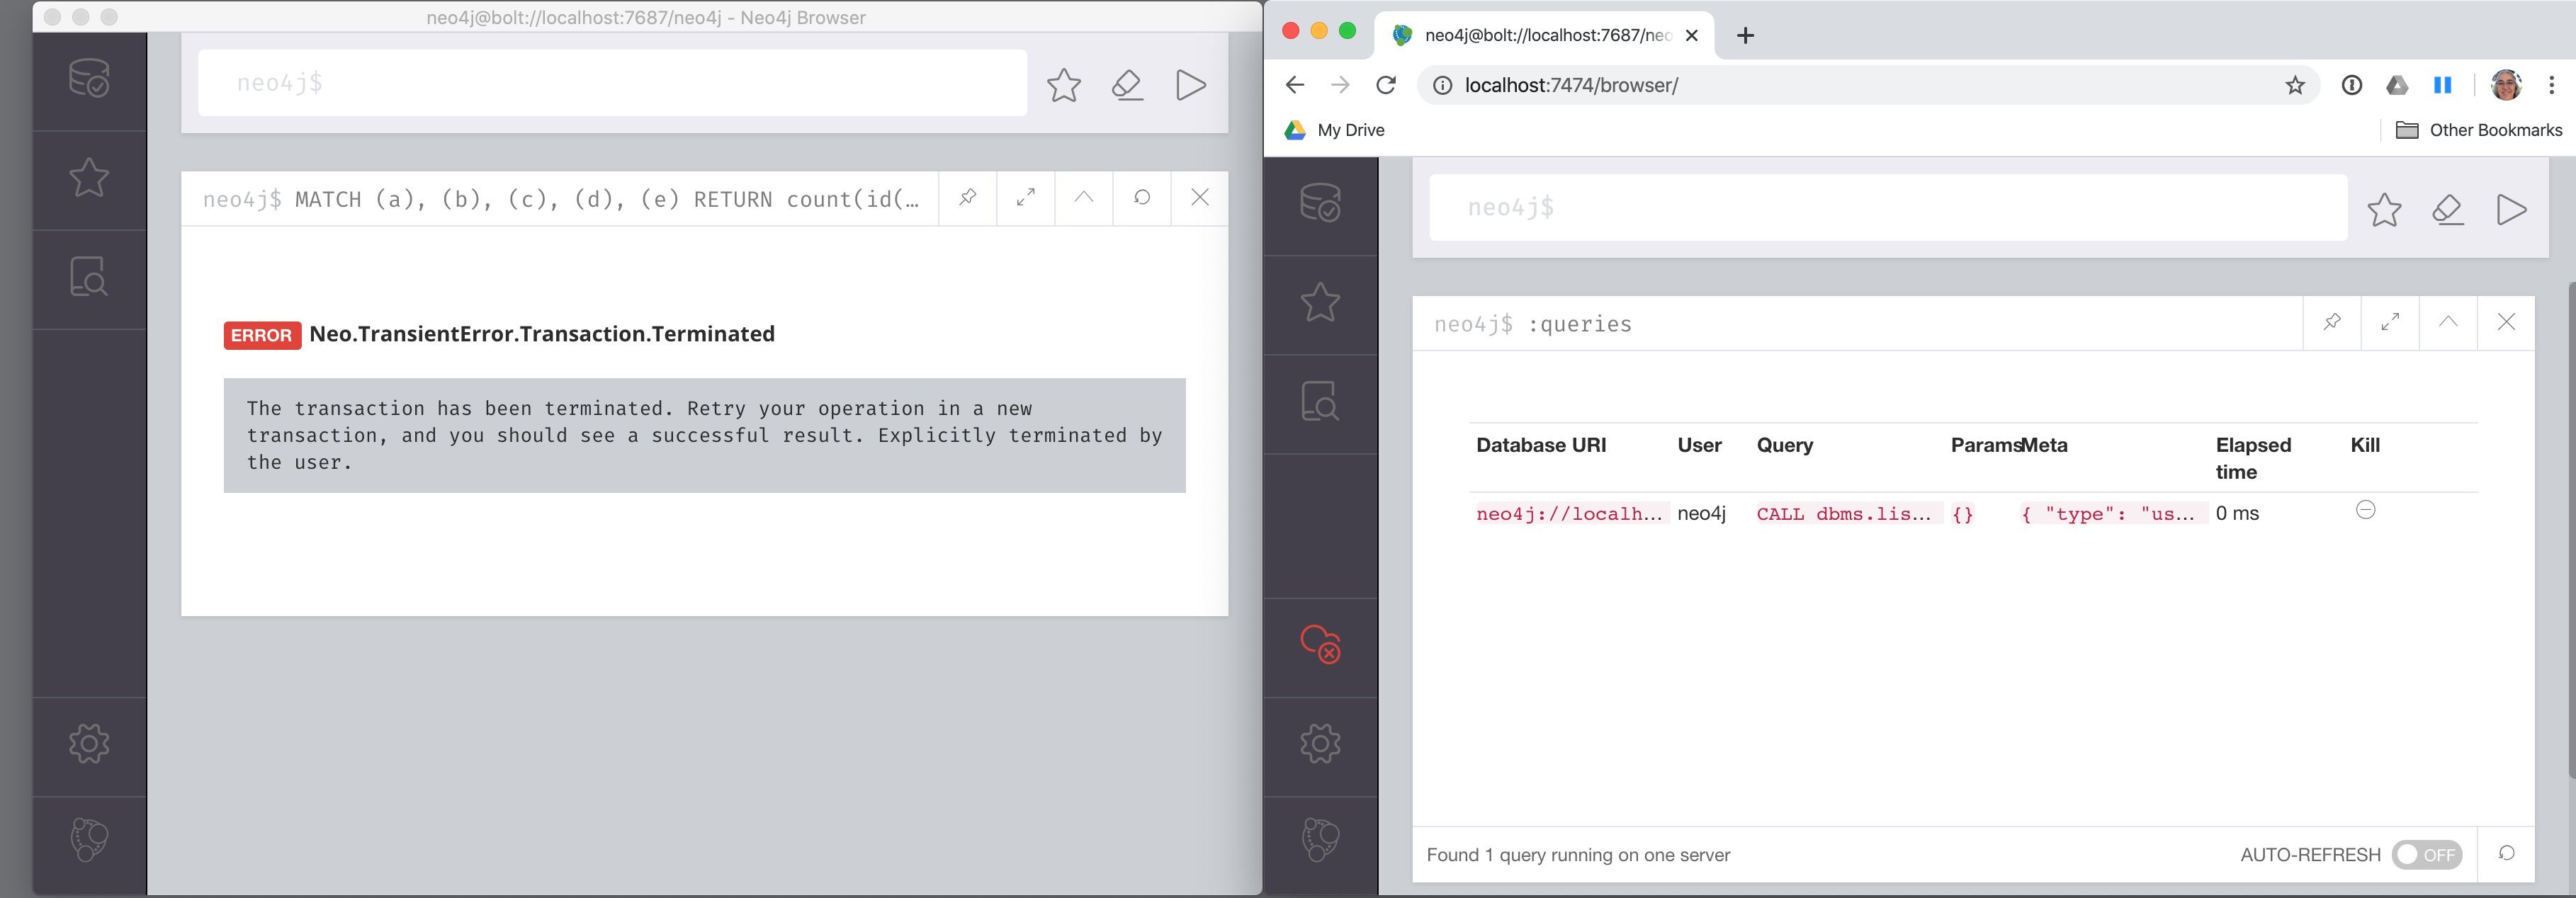 neo4j@bolt://localhost:7687/neo4j - Neo4j Browser
neo4j$
neo4j$ MATCH (a), (b), (c), (d), (e) RETURN count(id(…
ERROR Neo.TransientError.Transaction.Terminated
The transaction has been terminated. Retry your operation in a new
transaction, and you should see a successful result. Explicitly terminated by
the user.
neo4j@bolt://localhost:7687/neo
localhost:7474/browser/
My Drive
Other Bookmarks
neo4j$
neo4j$ :queries
Database URI User Query Params Meta Elapsed time Kill
neo4j://localh... neo4j CALL dbms.lis... {} { "type": "us... 0 ms
Found 1 query running on one server
AUTO-REFRESH OFF